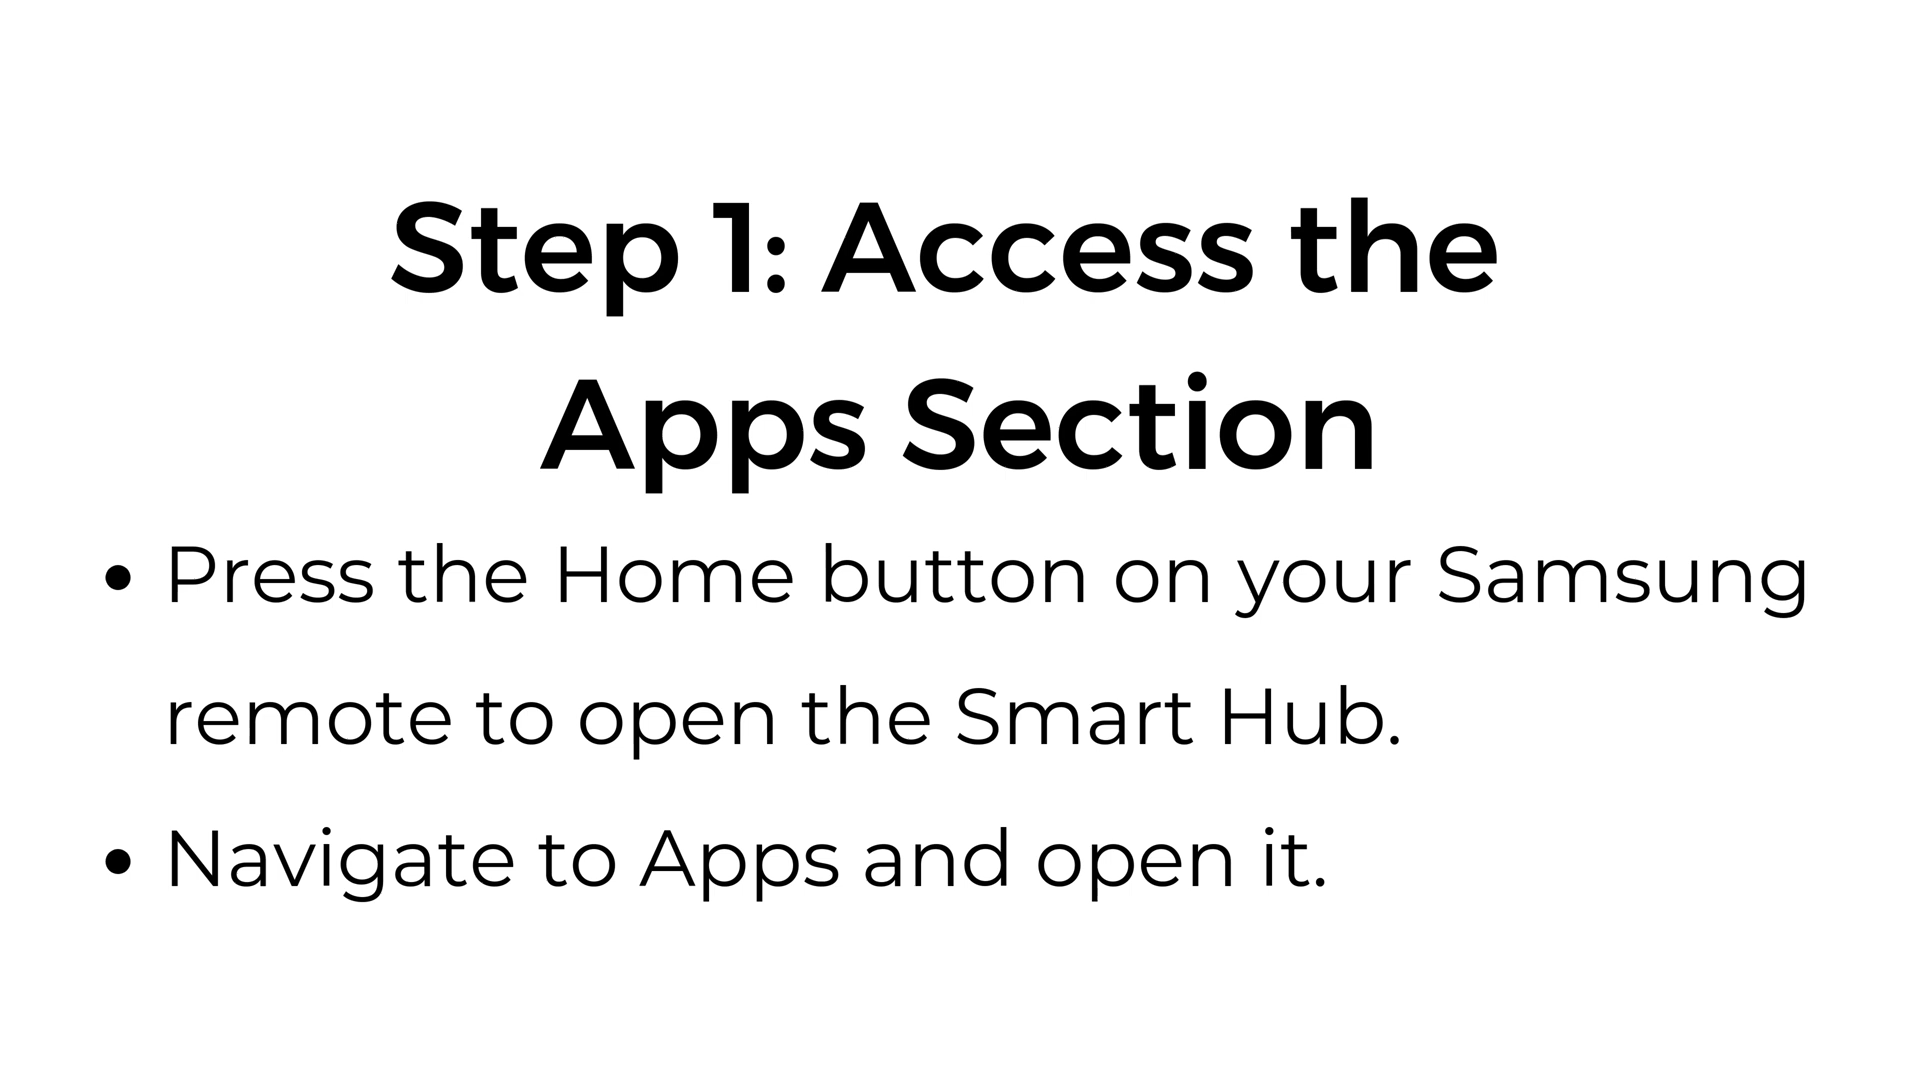 Step 1: Access the
Apps Section
• Press the Home button on your Samsung
remote to open the Smart Hub.
• Navigate to Apps and open it.